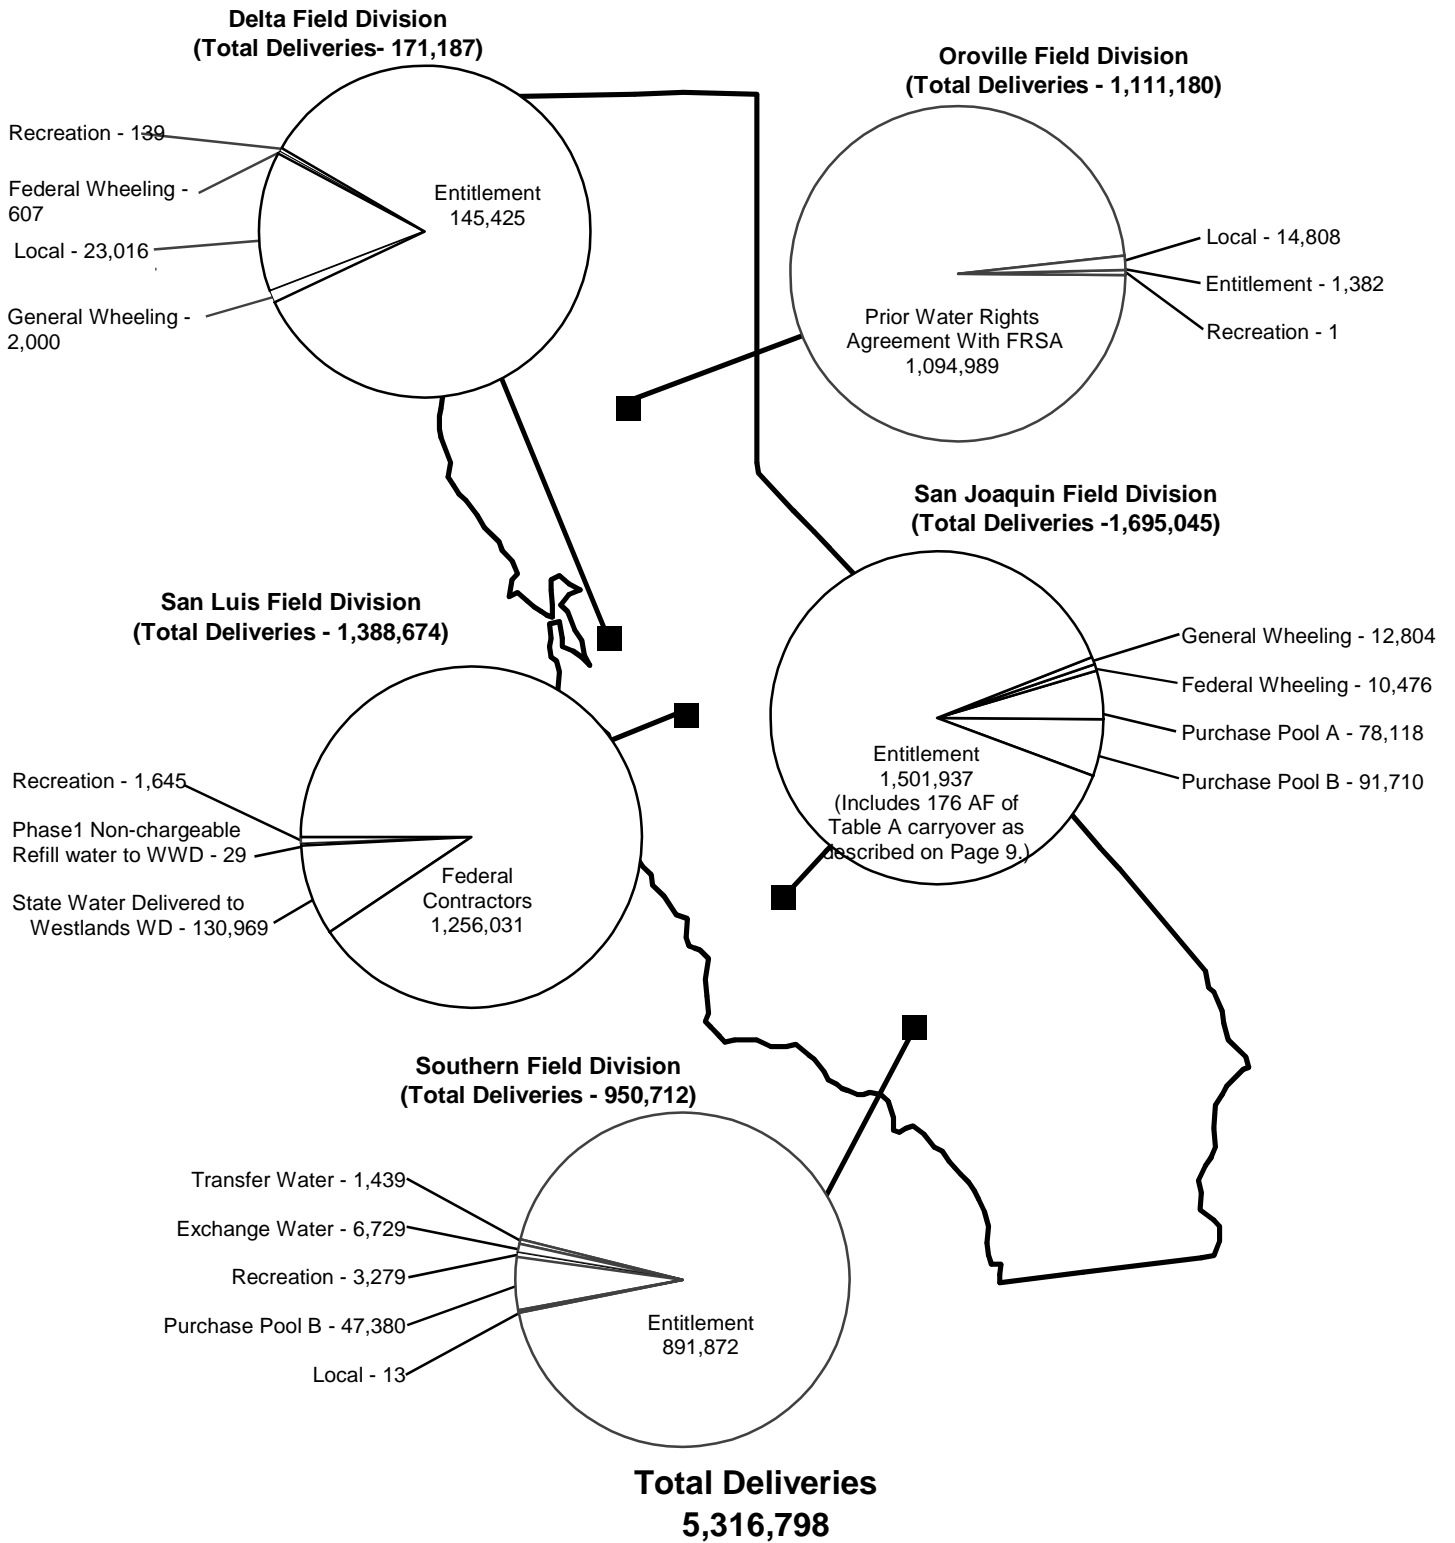 Delta Field Division
(Total Deliveries- 171,187)
Recreation - 139
Federal Wheeling -
607
Local - 23,016
General Wheeling -
2,000
Entitlement
145,425
Oroville Field Division
(Total Deliveries - 1,111,180)
Local - 14,808
Entitlement - 1,382
Recreation - 1
Prior Water Rights
Agreement With FRSA
1,094,989
San Joaquin Field Division
(Total Deliveries -1,695,045)
General Wheeling - 12,804
Federal Wheeling - 10,476
Purchase Pool A - 78,118
Purchase Pool B - 91,710
Entitlement
1,501,937
(Includes 176 AF of
Table A carryover as
described on Page 9.)
San Luis Field Division
(Total Deliveries - 1,388,674)
Recreation - 1,645
Phase1 Non-chargeable
Refill water to WWD - 29
State Water Delivered to
Westlands WD - 130,969
Federal
Contractors
1,256,031
Southern Field Division
(Total Deliveries - 950,712)
Transfer Water - 1,439
Exchange Water - 6,729
Recreation - 3,279
Purchase Pool B - 47,380
Local - 13
Entitlement
891,872
Total Deliveries
5,316,798